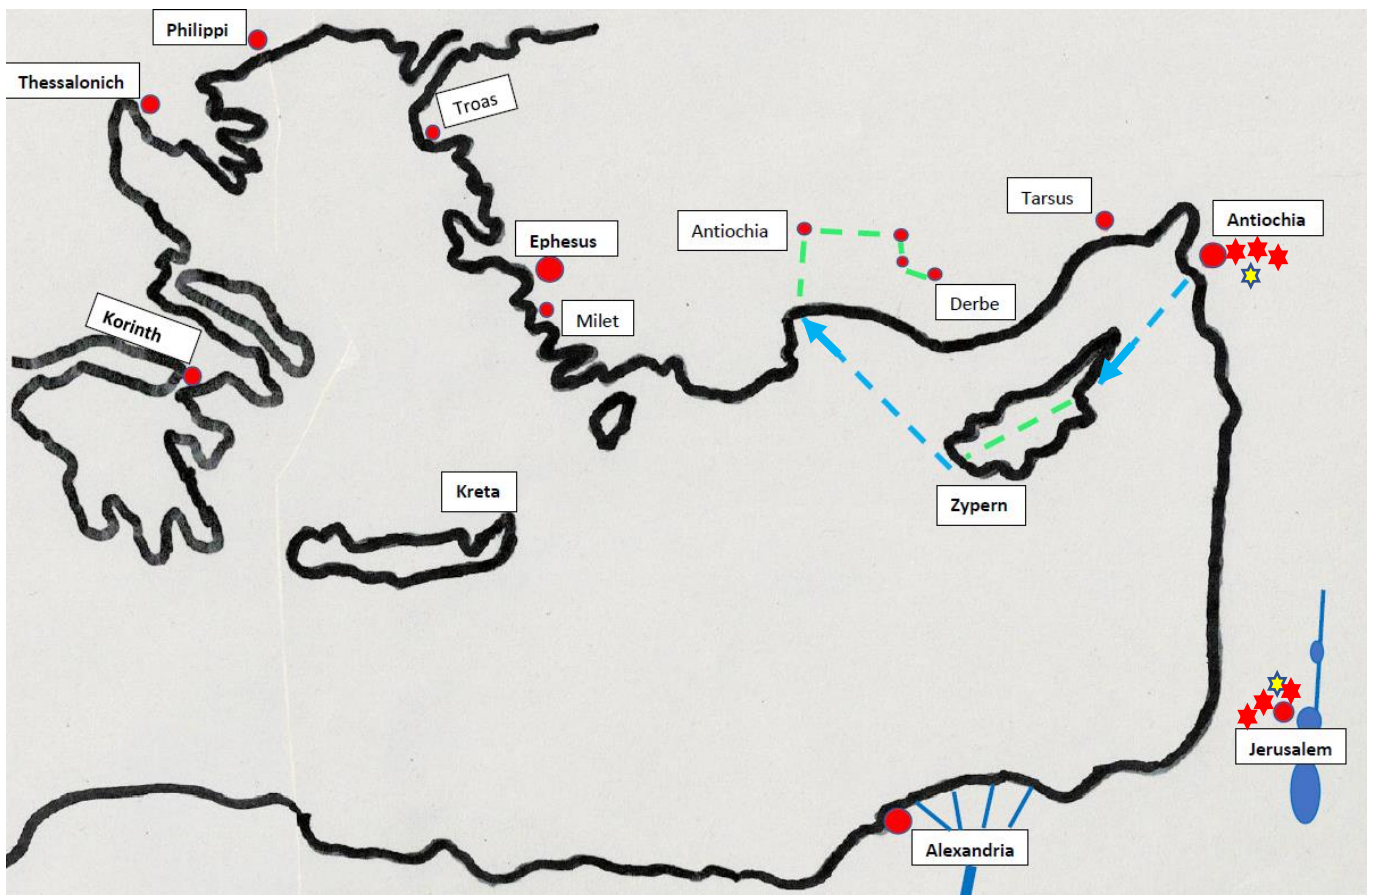 Philippi
Thessalonich
Troas
Tarsus
Antiochia
Antiochia
Ephesus
Derbe
Milet
Korinth
Kreta
Zypern
Jerusalem
Alexandria